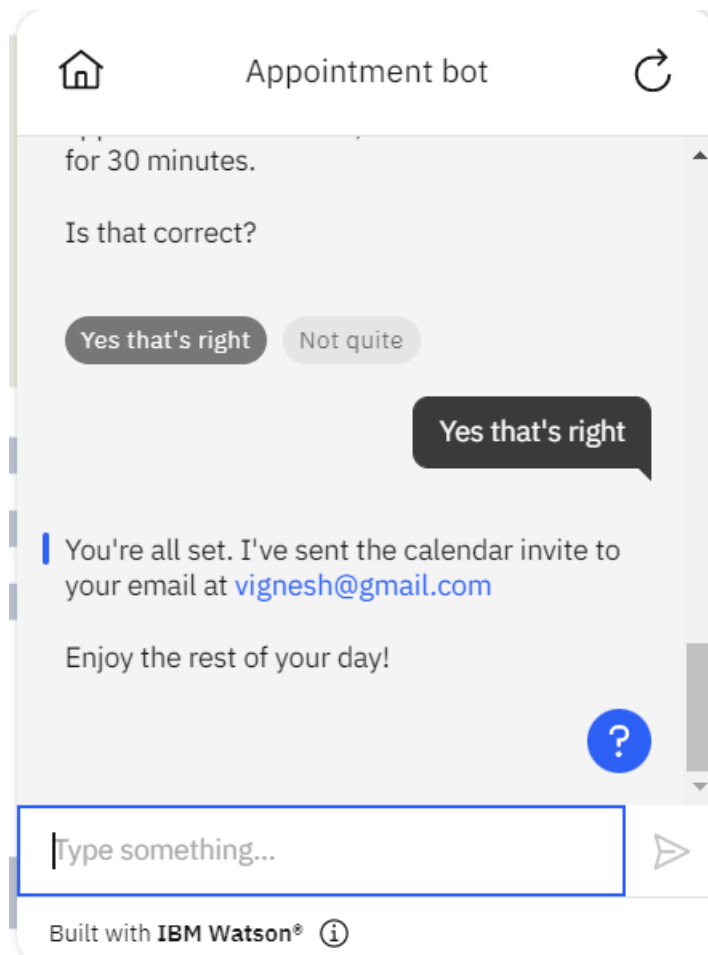 Appointment bot
for 30 minutes.
Is that correct?
Yes that's right
Not quite
Yes that's right
You're all set. I've sent the calendar invite to
your email at vignesh@gmail.com
Enjoy the rest of your day!
?
Type something...
Built with IBM Watson®